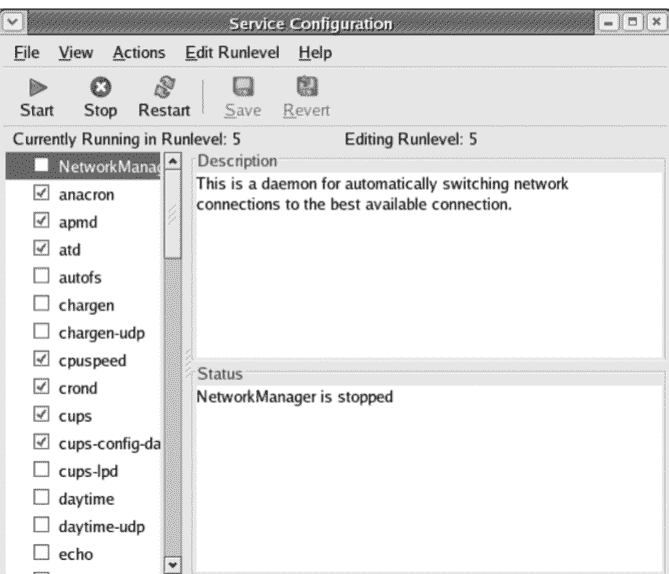 Service Configuration
File View Actions Edit Runlevel Help
Start Stop Restart Save Revert
Currently Running in Runlevel: 5 Editing Runlevel: 5
NetworkManag
anacron
apmd
atd
autofs
chargen
chargen-udp
cpuspeed
crond
cups
cups-config-da
cups-lpd
daytime
daytime-udp
echo
Description
This is a daemon for automatically switching network
connections to the best available connection.
Status
NetworkManager is stopped